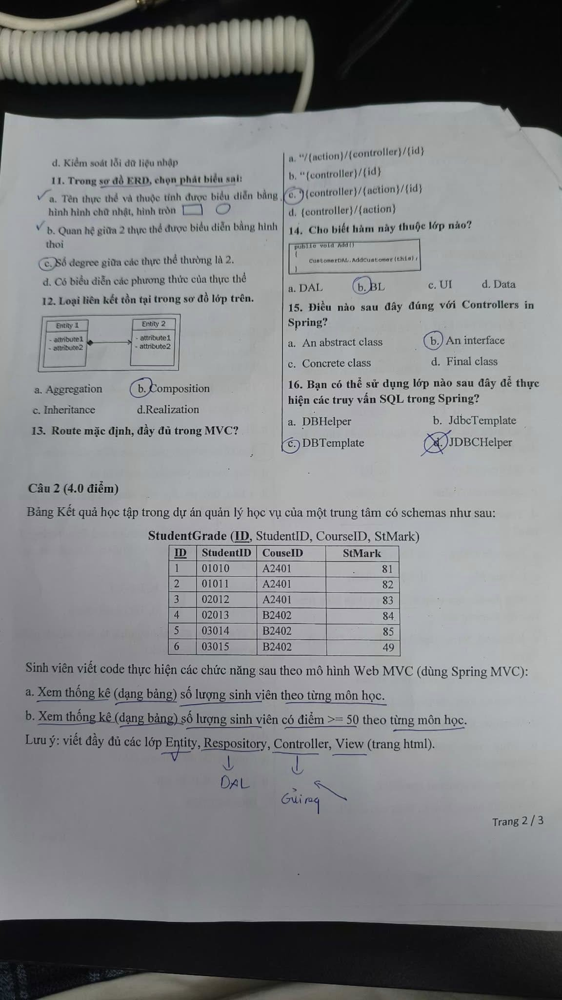 d. Kiểm soát lỗi dữ liệu nhập
11. Trong sơ đồ ERD, chọn phát biểu sai:
a. Tên thực thể và thuộc tính được biểu diễn bằng
hình hình chữ nhật, hình tròn
b. Quan hệ giữa 2 thực thể được biểu diễn bằng hình
thoi
c. Số degree giữa các thực thể thường là 2.
d. Có biểu diễn các phương thức của thực thể
12. Loại liên kết tồn tại trong sơ đồ lớp trên.
Entity 1 Entity 2
- attribute1 - attribute1
- attribute2 - attribute2
a. Aggregation b. Composition
c. Inheritance d.Realization
13. Route mặc định, đầy đủ trong MVC?
a. “/{action}/{controller}/{id}
b. “{controller}/{id}
c. “{controller}/{action}/{id}
d. {controller}/{action}
14. Cho biết hàm này thuộc lớp nào?
public void Add()
{
CustomerDAL.AddCustomer(this);
}
a. DAL b. BL c. UI d. Data
15. Điều nào sau đây đúng với Controllers in
Spring?
a. An abstract class b. An interface
c. Concrete class d. Final class
16. Bạn có thể sử dụng lớp nào sau đây để thực
hiện các truy vấn SQL trong Spring?
a. DBHelper b. JdbcTemplate
c. DBTemplate d. JDBCHelper
Câu 2 (4.0 điểm)
Bảng Kết quả học tập trong dự án quản lý học vụ của một trung tâm có schemas như sau:
StudentGrade (ID, StudentID, CourseID, StMark)
ID StudentID CouseID StMark
1 01010 A2401 81
2 01011 A2401 82
3 02012 A2401 83
4 02013 B2402 84
5 03014 B2402 85
6 03015 B2402 49
Sinh viên viết code thực hiện các chức năng sau theo mô hình Web MVC (dùng Spring MVC):
a. Xem thống kê (dạng bảng) số lượng sinh viên theo từng môn học.
b. Xem thống kê (dạng bảng) số lượng sinh viên có điểm >= 50 theo từng môn học.
Lưu ý: viết đầy đủ các lớp Entity, Respository, Controller, View (trang html).
DAL
Gửi req
Trang 2 / 3